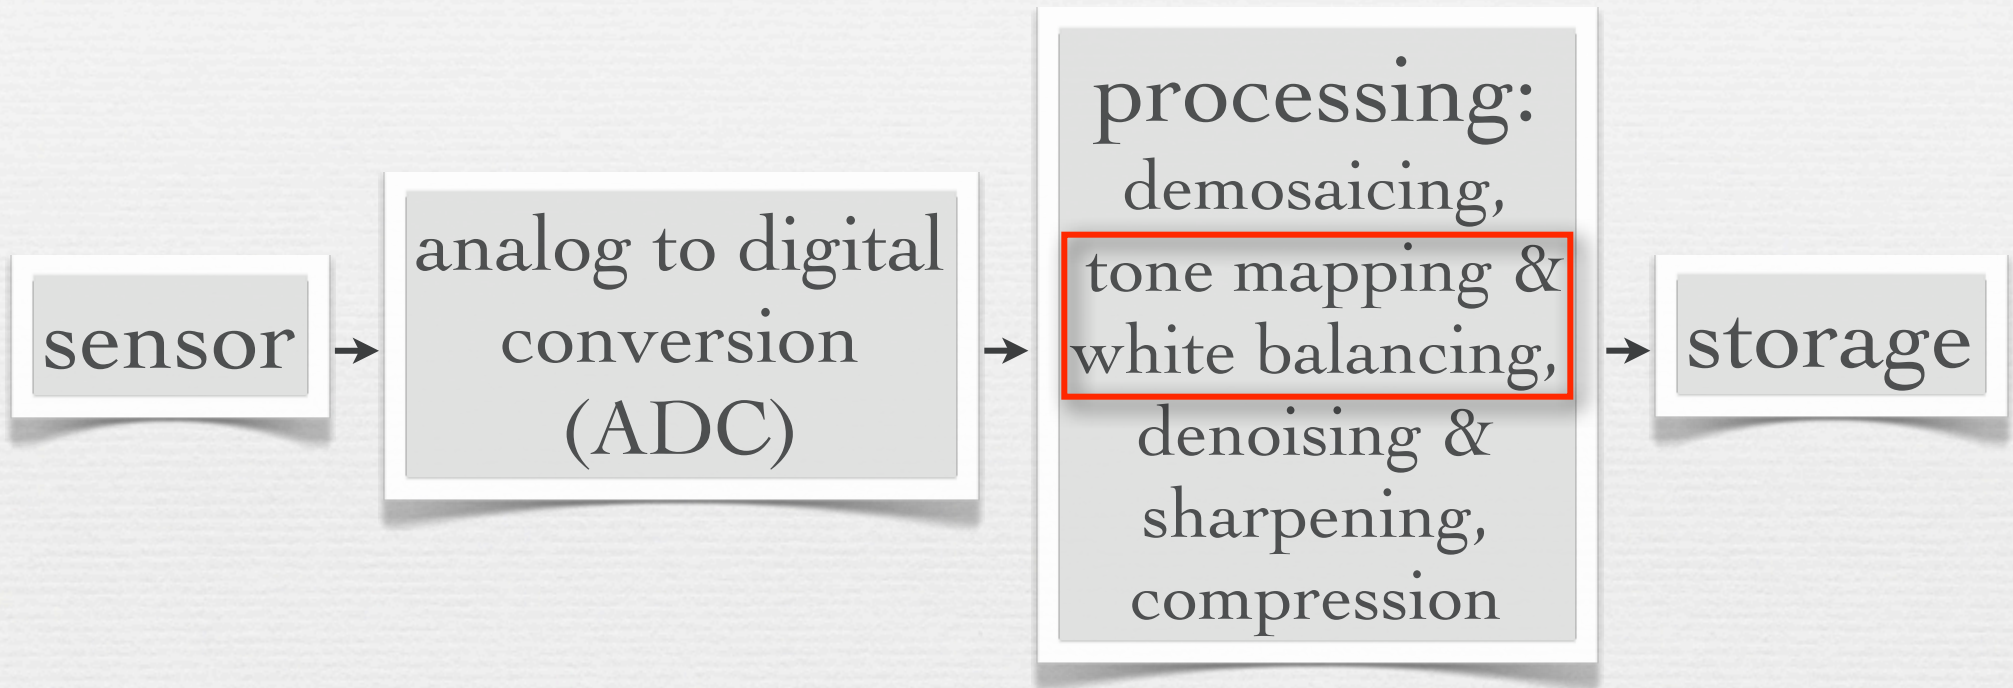 sensor
analog to digital
conversion
(ADC)
processing:
demosaicing,
tone mapping &
white balancing,
denoising &
sharpening,
compression
storage